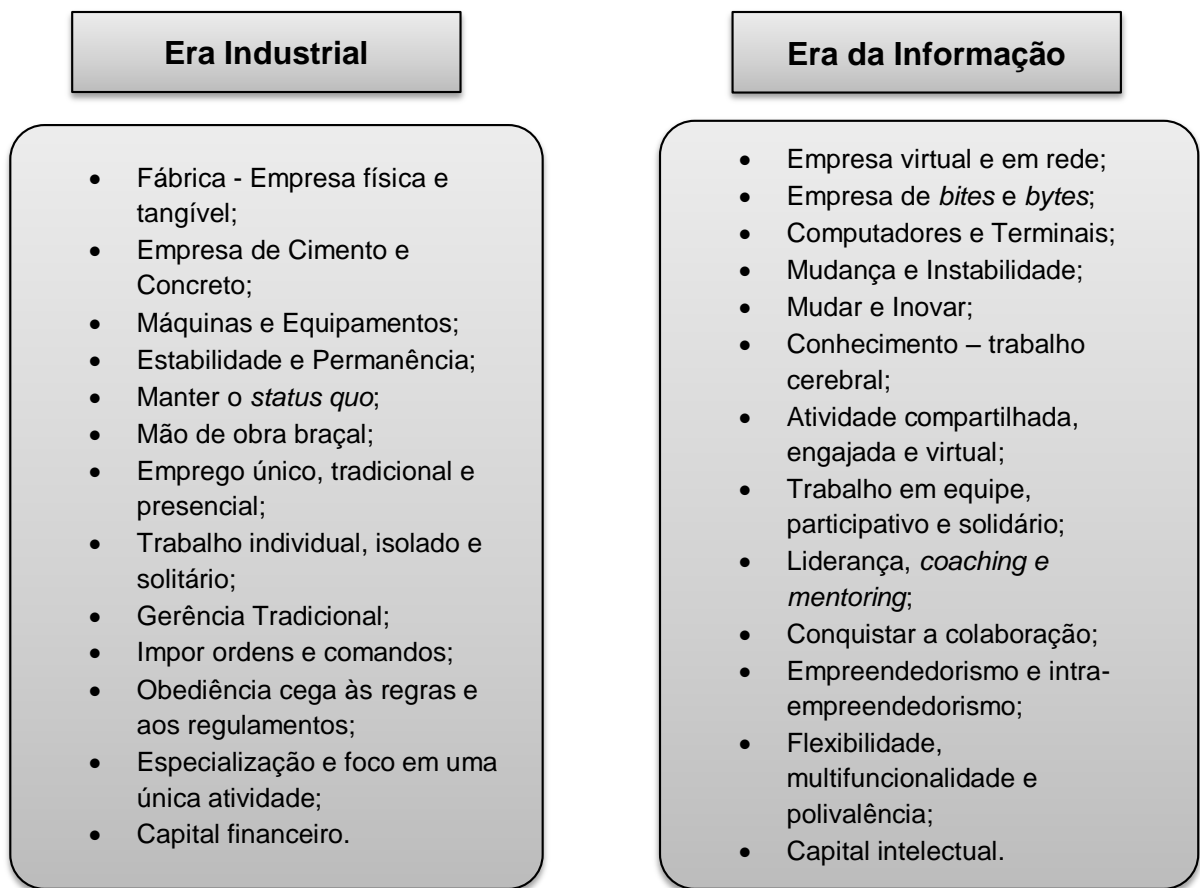 Era Industrial
• Fábrica - Empresa física e
tangível;
• Empresa de Cimento e
Concreto;
• Máquinas e Equipamentos;
• Estabilidade e Permanência;
• Manter o status quo;
• Mão de obra braçal;
• Emprego único, tradicional e
presencial;
• Trabalho individual, isolado e
solitário;
• Gerência Tradicional;
• Impor ordens e comandos;
• Obediência cega às regras e
aos regulamentos;
• Especialização e foco em uma
única atividade;
• Capital financeiro.
Era da Informação
• Empresa virtual e em rede;
• Empresa de bites e bytes;
• Computadores e Terminais;
• Mudança e Instabilidade;
• Mudar e Inovar;
• Conhecimento – trabalho
cerebral;
• Atividade compartilhada,
engajada e virtual;
• Trabalho em equipe,
participativo e solidário;
• Liderança, coaching e
mentoring;
• Conquistar a colaboração;
• Empreendedorismo e intra-
empreendedorismo;
• Flexibilidade,
multifuncionalidade e
polivalência;
• Capital intelectual.